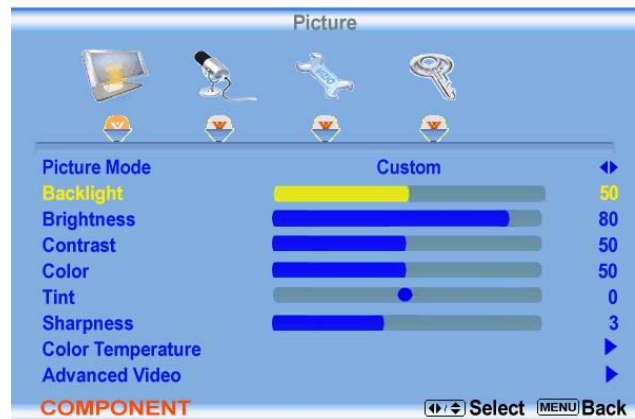 Picture
Picture Mode Custom
Backlight 50
Brightness 80
Contrast 50
Color 50
Tint 0
Sharpness 3
Color Temperature
Advanced Video
COMPONENT Select MENU Back